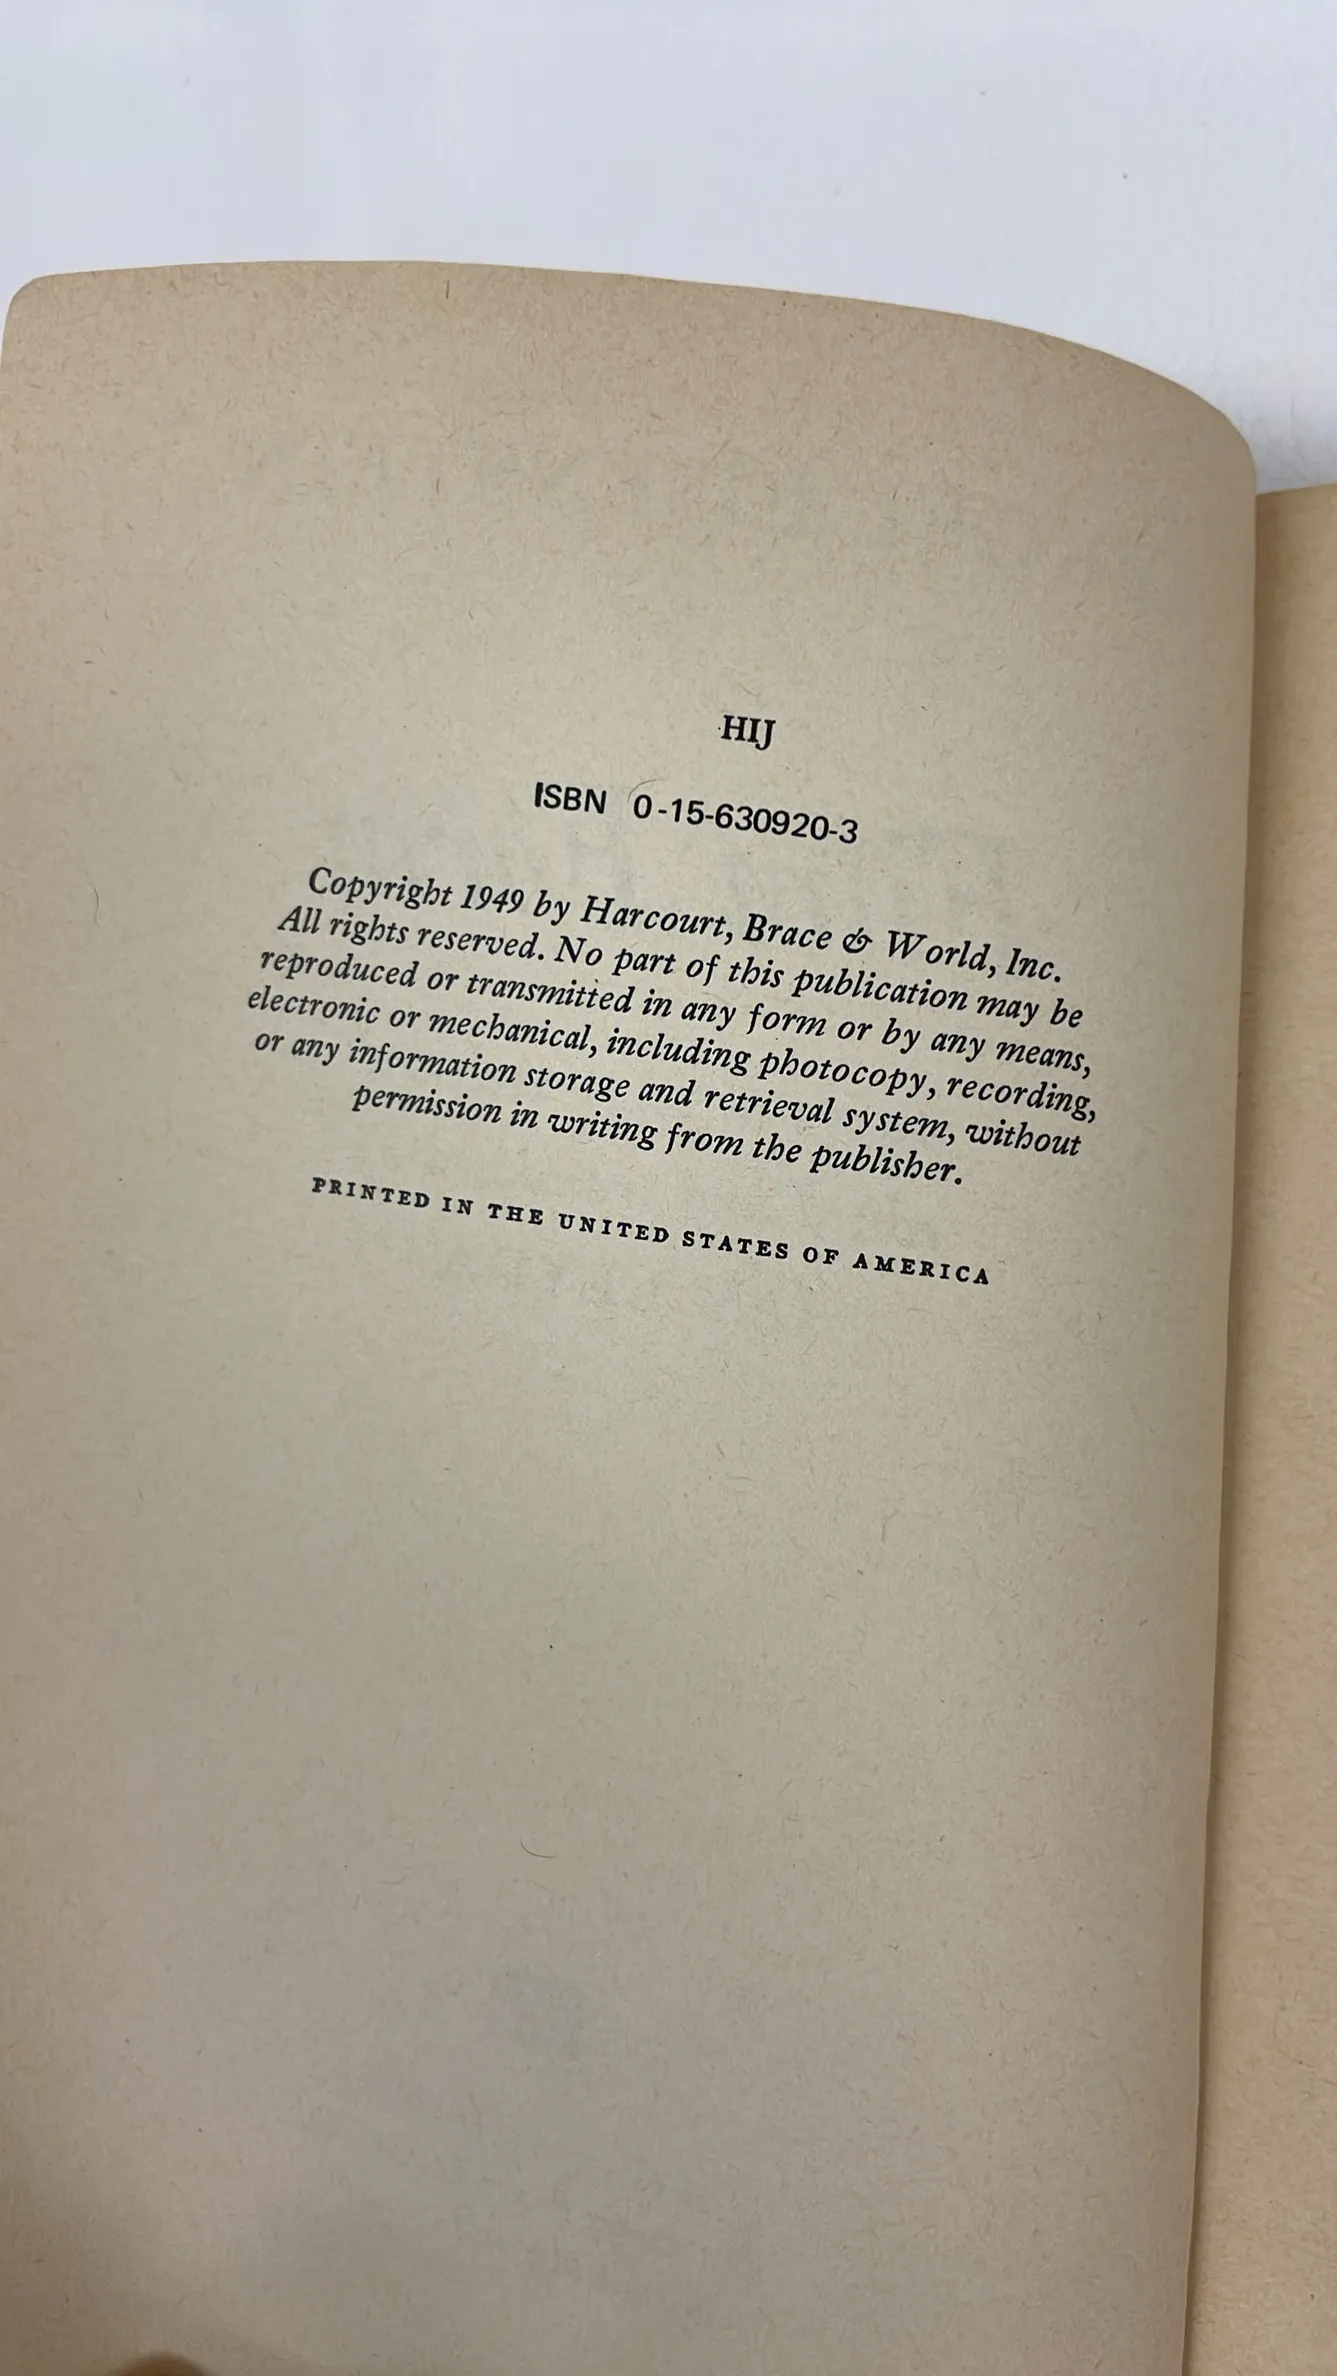 HIJ
ISBN 0-15-630920-3
Copyright 1949 by Harcourt, Brace & World, Inc.
All rights reserved. No part of this publication may be
reproduced or transmitted in any form or by any means,
electronic or mechanical, including photocopy, recording,
or any information storage and retrieval system, without
permission in writing from the publisher.
PRINTED IN THE UNITED STATES OF AMERICA